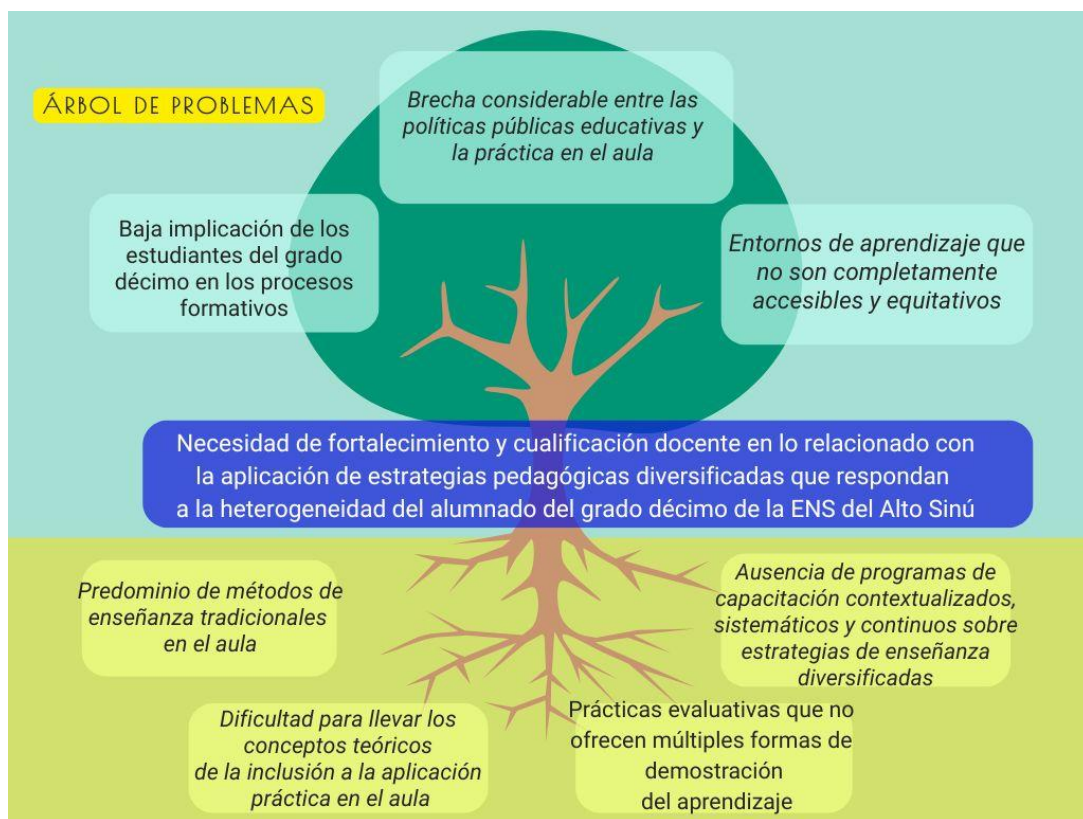 ÁRBOL DE PROBLEMAS
Brecha considerable entre las
políticas públicas educativas y
la práctica en el aula
Baja implicación de los
estudiantes del grado
décimo en los procesos
formativos
Entornos de aprendizaje que
no son completamente
accesibles y equitativos
Necesidad de fortalecimiento y cualificación docente en lo relacionado con
la aplicación de estrategias pedagógicas diversificadas que respondan
a la heterogeneidad del alumnado del grado décimo de la ENS del Alto Sinú
Predominio de métodos de
enseñanza tradicionales
en el aula
Ausencia de programas de
capacitación contextualizados,
sistemáticos y continuos sobre
estrategias de enseñanza
diversificadas
Dificultad para llevar los
conceptos teóricos
de la inclusión a la aplicación
práctica en el aula
Prácticas evaluativas que no
ofrecen múltiples formas de
demostración
del aprendizaje